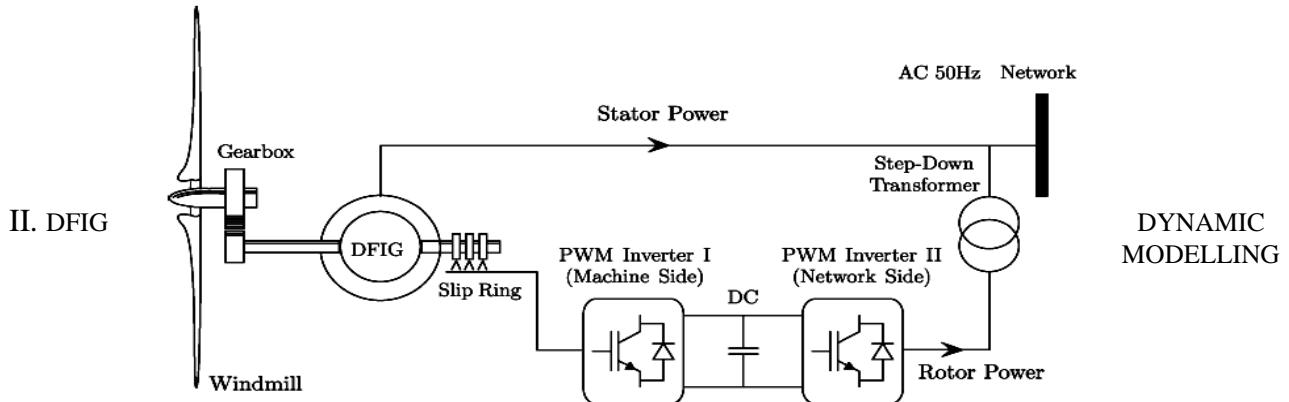 AC 50Hz Network
Stator Power
Gearbox
Step-Down
Transformer
II. DFIG
DYNAMIC
MODELLING
DFIG
PWM Inverter I
(Machine Side)
PWM Inverter II
(Network Side)
Slip Ring
DC
Rotor Power
Windmill